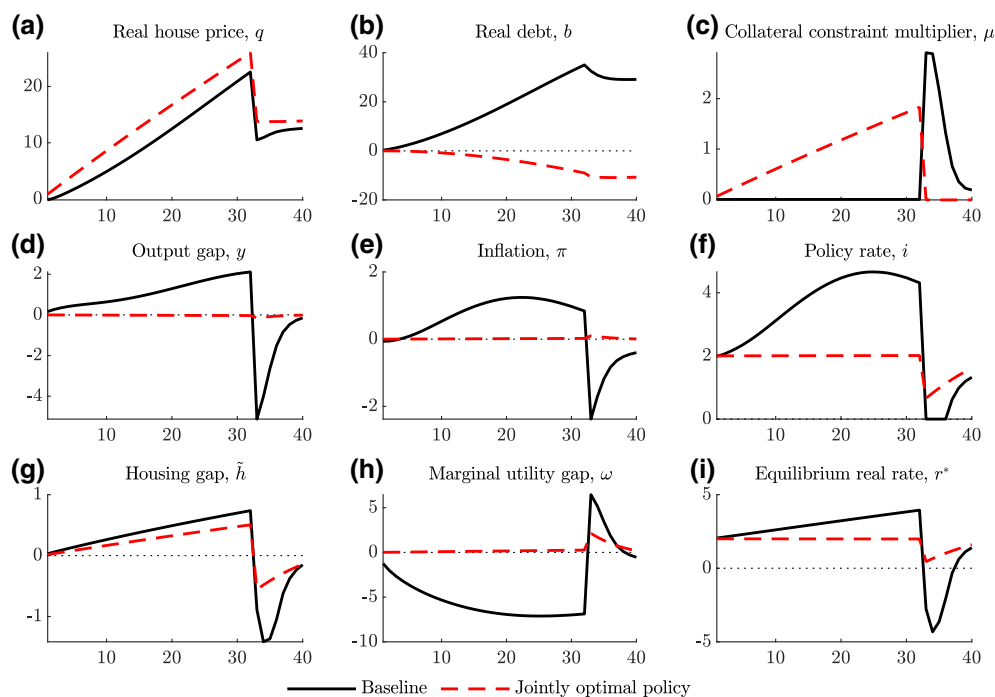 (a) Real house price, q
(b) Real debt, b
(c) Collateral constraint multiplier, μ
20
10
0
10 20 30 40
40
20
0
-20
10 20 30 40
2
1
0
10 20 30 40
(d) Output gap, y
(e) Inflation, π
(f) Policy rate, i
2
0
-2
-4
10 20 30 40
2
0
-2
10 20 30 40
4
2
0
10 20 30 40
(g) Housing gap, h̃
(h) Marginal utility gap, ω
(i) Equilibrium real rate, r*
1
0
-1
10 20 30 40
5
0
-5
-10
10 20 30 40
5
0
-5
10 20 30 40
Baseline Jointly optimal policy